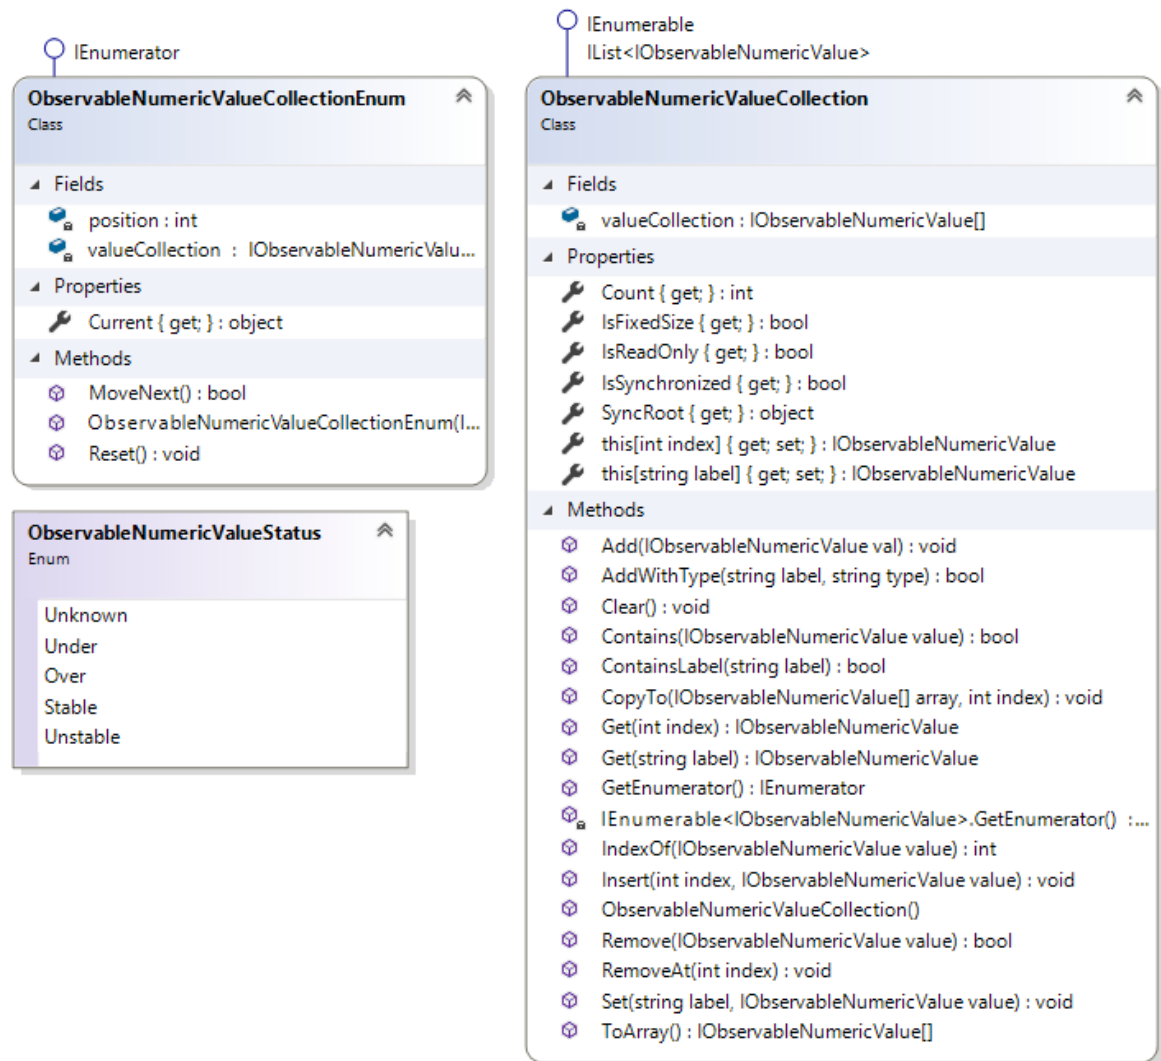 IEnumerator
ObservableNumericValueCollectionEnum
Class
Fields
position : int
valueCollection : IObservableNumericValu...
Properties
Current { get; } : object
Methods
MoveNext() : bool
ObservableNumericValueCollectionEnum(I...
Reset() : void
ObservableNumericValueStatus
Enum
Unknown
Under
Over
Stable
Unstable
IEnumerable
IList<IObservableNumericValue>
ObservableNumericValueCollection
Class
Fields
valueCollection : IObservableNumericValue[]
Properties
Count { get; } : int
IsFixedSize { get; } : bool
IsReadOnly { get; } : bool
IsSynchronized { get; } : bool
SyncRoot { get; } : object
this[int index] { get; set; } : IObservableNumericValue
this[string label] { get; set; } : IObservableNumericValue
Methods
Add(IObservableNumericValue val) : void
AddWithType(string label, string type) : bool
Clear() : void
Contains(IObservableNumericValue value) : bool
ContainsLabel(string label) : bool
CopyTo(IObservableNumericValue[] array, int index) : void
Get(int index) : IObservableNumericValue
Get(string label) : IObservableNumericValue
GetEnumerator() : IEnumerator
IEnumerable<IObservableNumericValue>.GetEnumerator() :...
IndexOf(IObservableNumericValue value) : int
Insert(int index, IObservableNumericValue value) : void
ObservableNumericValueCollection()
Remove(IObservableNumericValue value) : bool
RemoveAt(int index) : void
Set(string label, IObservableNumericValue value) : void
ToArray() : IObservableNumericValue[]